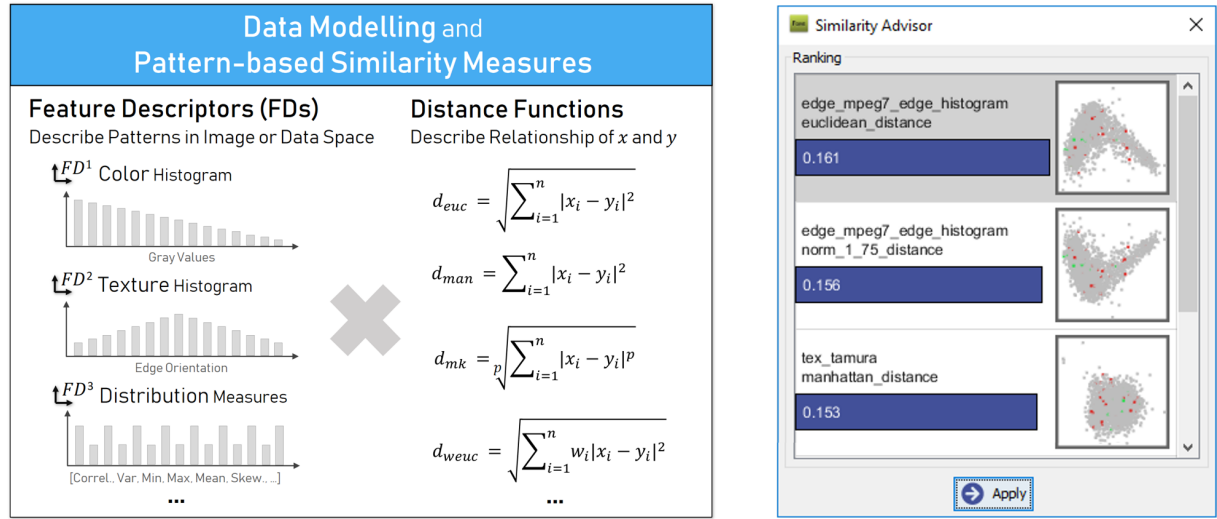 Data Modelling and
Pattern-based Similarity Measures
Feature Descriptors (FDs)
Describe Patterns in Image or Data Space
FD¹ Color Histogram
Gray Values
FD² Texture Histogram
Edge Orientation
FD³ Distribution Measures
[Correl., Var, Min, Max, Mean, Skew., ...]
...
Distance Functions
Describe Relationship of x and y
d_euc = √(∑_{i=1}^{n} |x_i − y_i|²)
d_man = ∑_{i=1}^{n} |x_i − y_i|²
d_mk = ᵖ√(∑_{i=1}^{n} |x_i − y_i|ᵖ)
d_weuc = √(∑_{i=1}^{n} w_i|x_i − y_i|²)
...
Similarity Advisor
Ranking
edge_mpeg7_edge_histogram
euclidean_distance
0.161
edge_mpeg7_edge_histogram
norm_1_75_distance
0.156
tex_tamura
manhattan_distance
0.153
Apply